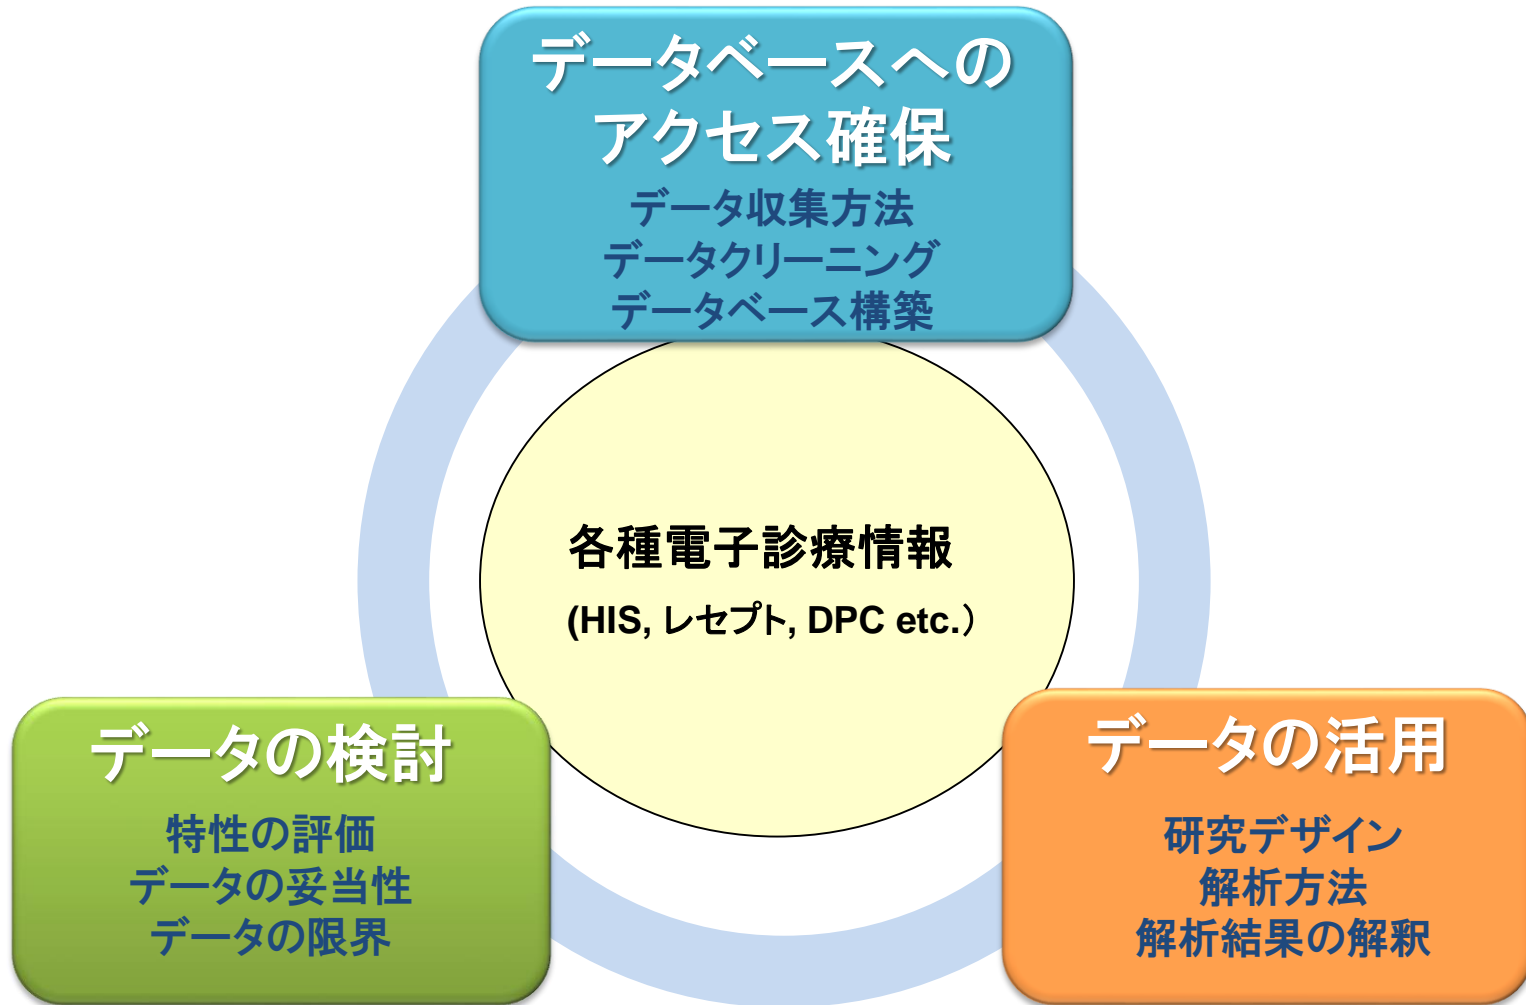 データベースへの
アクセス確保
データ収集方法
データクリーニング
データベース構築
各種電子診療情報
(HIS, レセプト, DPC etc.）
データの検討
特性の評価
データの妥当性
データの限界
データの活用
研究デザイン
解析方法
解析結果の解釈